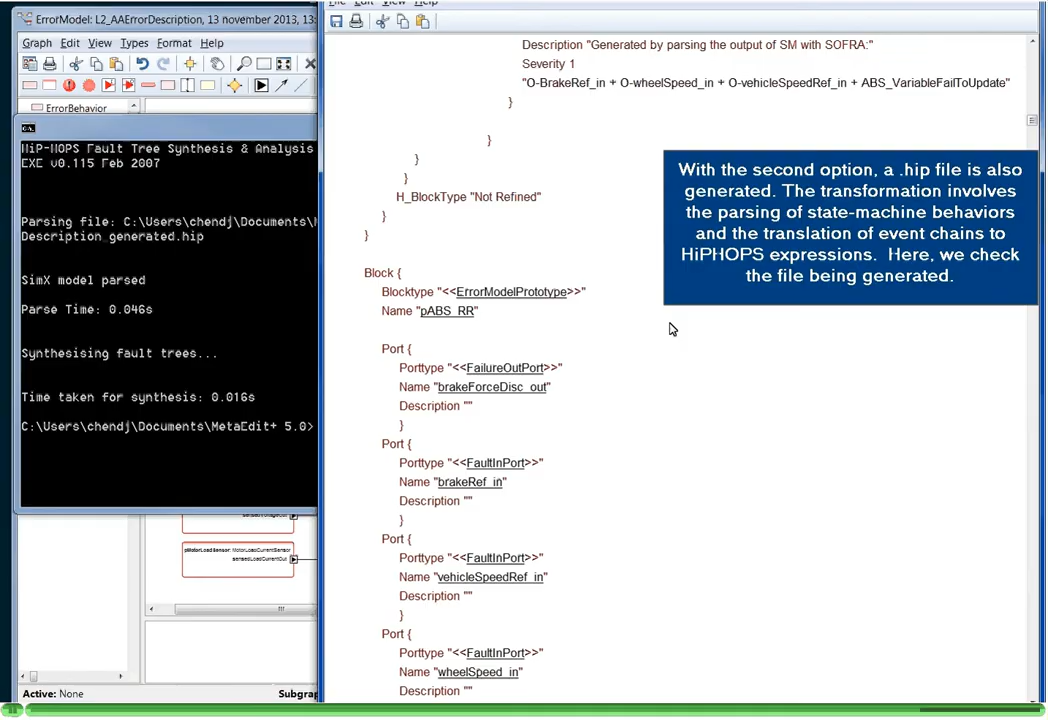 ErrorModel: L2_AAErrorDescription, 13 november 2013, 13:
Graph Edit View Types Format Help
ErrorBehavior
HiP-HOPS Fault Tree Synthesis & Analysis
EXE v0.115 Feb 2007
Parsing file: C:\Users\chendj\Documents\M
Description_generated.hip
SimX model parsed
Parse Time: 0.046s
Synthesising fault trees...
Time taken for synthesis: 0.016s
C:\Users\chendj\Documents\MetaEdit+ 5.0>
pMotorLoadSensor: MotorLoadCurrentSensor
sensedLoadCurrentOut
Active: None
Subgrap
File Edit View Help
Description "Generated by parsing the output of SM with SOFRA:"
Severity 1
"O-BrakeRef_in + O-wheelSpeed_in + O-vehicleSpeedRef_in + ABS_VariableFailToUpdate"
}
}
}
}
H_BlockType "Not Refined"
}
}
Block {
Blocktype "<<ErrorModelPrototype>>"
Name "pABS_RR"
Port {
Porttype "<<FailureOutPort>>"
Name "brakeForceDisc_out"
Description ""
}
Port {
Porttype "<<FaultInPort>>"
Name "brakeRef_in"
Description ""
}
Port {
Porttype "<<FaultInPort>>"
Name "vehicleSpeedRef_in"
Description ""
}
Port {
Porttype "<<FaultInPort>>"
Name "wheelSpeed_in"
Description ""
With the second option, a .hip file is also
generated. The transformation involves
the parsing of state-machine behaviors
and the translation of event chains to
HiPHOPS expressions. Here, we check
the file being generated.